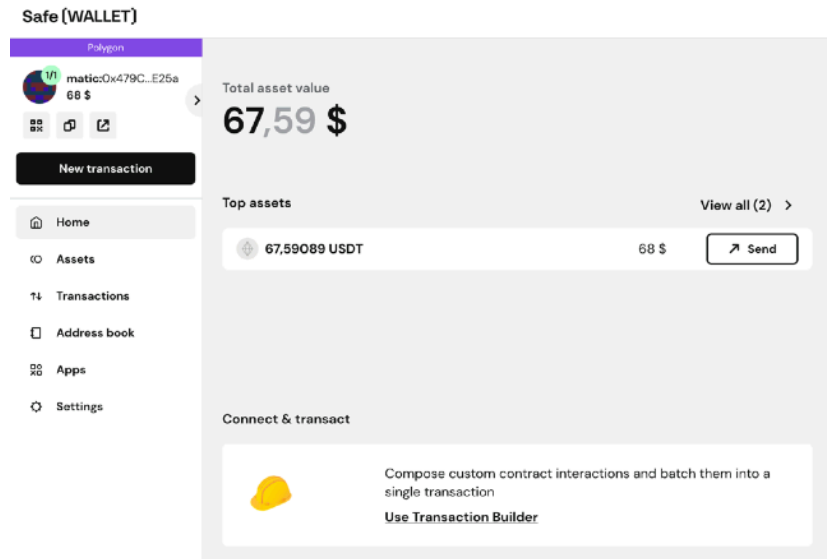 Safe{WALLET}
Polygon
1/1
matic:0x479C...E25a
68 $
New transaction
Home
Assets
Transactions
Address book
Apps
Settings
Total asset value
67,59 $
Top assets
View all (2)
67,59089 USDT
68 $
Send
Connect & transact
Compose custom contract interactions and batch them into a
single transaction
Use Transaction Builder